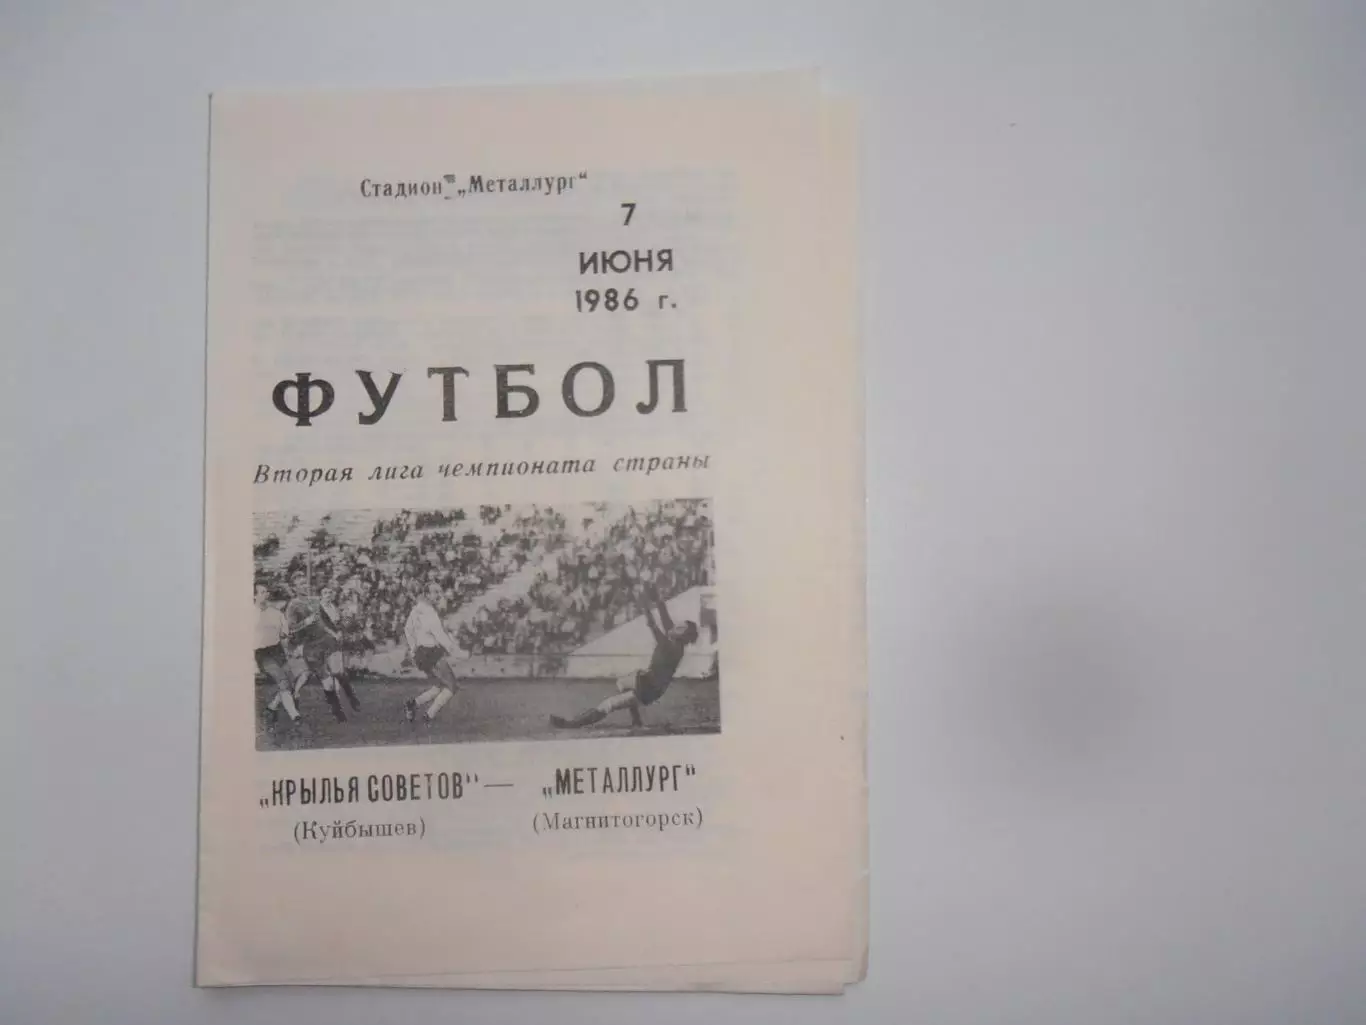 Стадион „Металлург“
7
ИЮНЯ
1986 г.
ФУТБОЛ
Вторая лига чемпионата страны
„КРЫЛЬЯ СОВЕТОВ“ — „МЕТАЛЛУРГ“
(Куйбышев) (Магнитогорск)